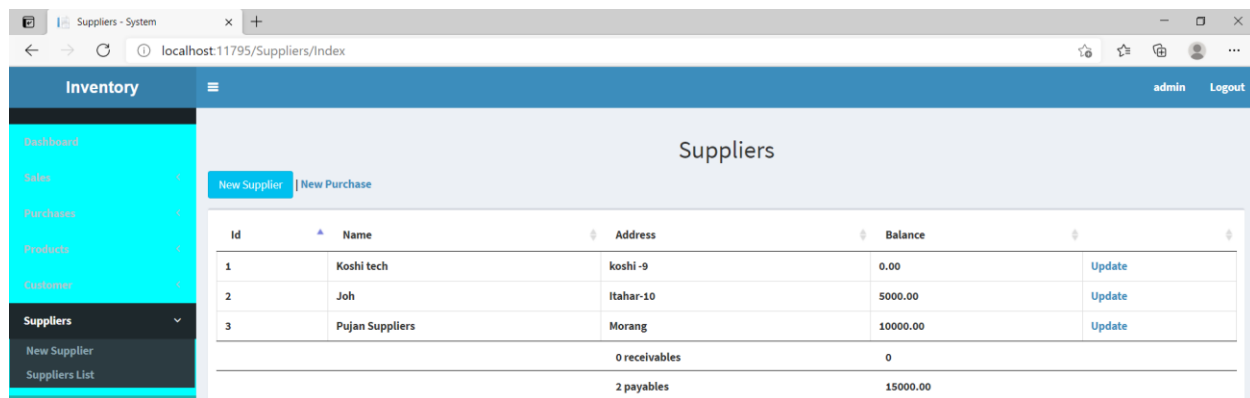 Suppliers - System
localhost:11795/Suppliers/Index
Inventory admin Logout
Dashboard
Sales
Purchases
Products
Customer
Suppliers
New Supplier
Suppliers List
Suppliers
New Supplier | New Purchase
Id Name Address Balance
1 Koshi tech koshi -9 0.00 Update
2 Joh Itahar-10 5000.00 Update
3 Pujan Suppliers Morang 10000.00 Update
0 receivables 0
2 payables 15000.00